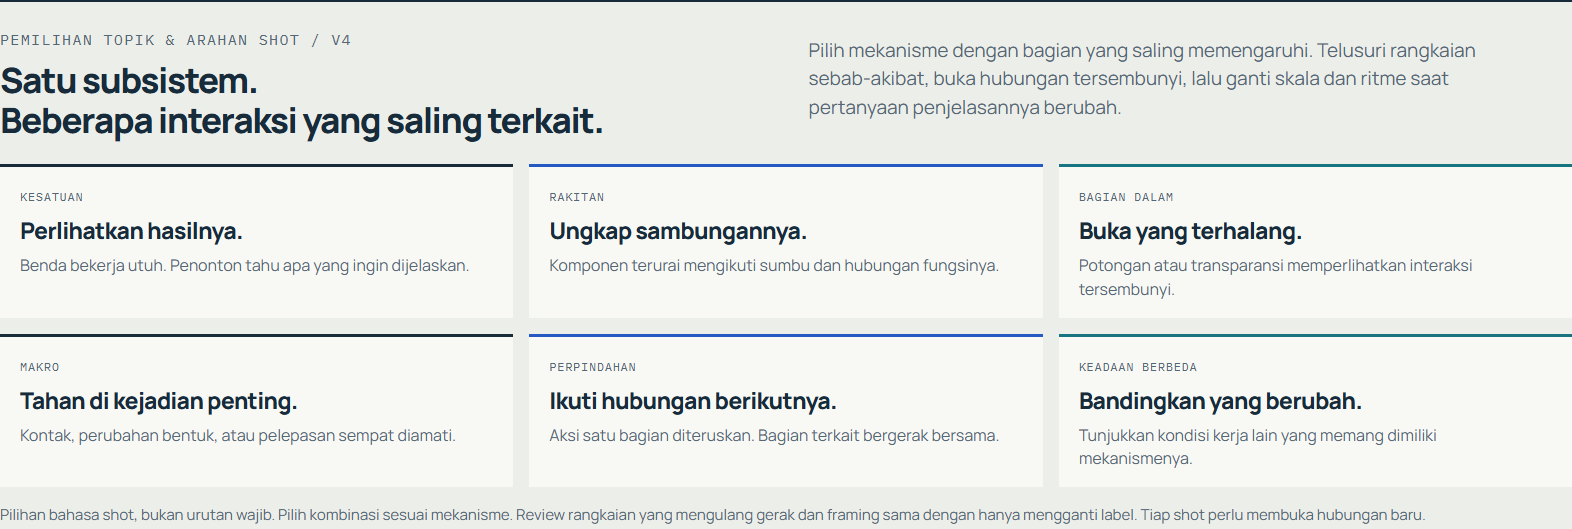 PEMILIHAN TOPIK & ARAHAN SHOT / V4
Satu subsistem.
Beberapa interaksi yang saling terkait.
Pilih mekanisme dengan bagian yang saling memengaruhi. Telusuri rangkaian
sebab-akibat, buka hubungan tersembunyi, lalu ganti skala dan ritme saat
pertanyaan penjelasannya berubah.
KESATUAN
Perlihatkan hasilnya.
Benda bekerja utuh. Penonton tahu apa yang ingin dijelaskan.
RAKITAN
Ungkap sambungannya.
Komponen terurai mengikuti sumbu dan hubungan fungsinya.
BAGIAN DALAM
Buka yang terhalang.
Potongan atau transparansi memperlihatkan interaksi
tersembunyi.
MAKRO
Tahan di kejadian penting.
Kontak, perubahan bentuk, atau pelepasan sempat diamati.
PERPINDAHAN
Ikuti hubungan berikutnya.
Aksi satu bagian diteruskan. Bagian terkait bergerak bersama.
KEADAAN BERBEDA
Bandingkan yang berubah.
Tunjukkan kondisi kerja lain yang memang dimiliki
mekanismenya.
Pilihan bahasa shot, bukan urutan wajib. Pilih kombinasi sesuai mekanisme. Review rangkaian yang mengulang gerak dan framing sama dengan hanya mengganti label. Tiap shot perlu membuka hubungan baru.